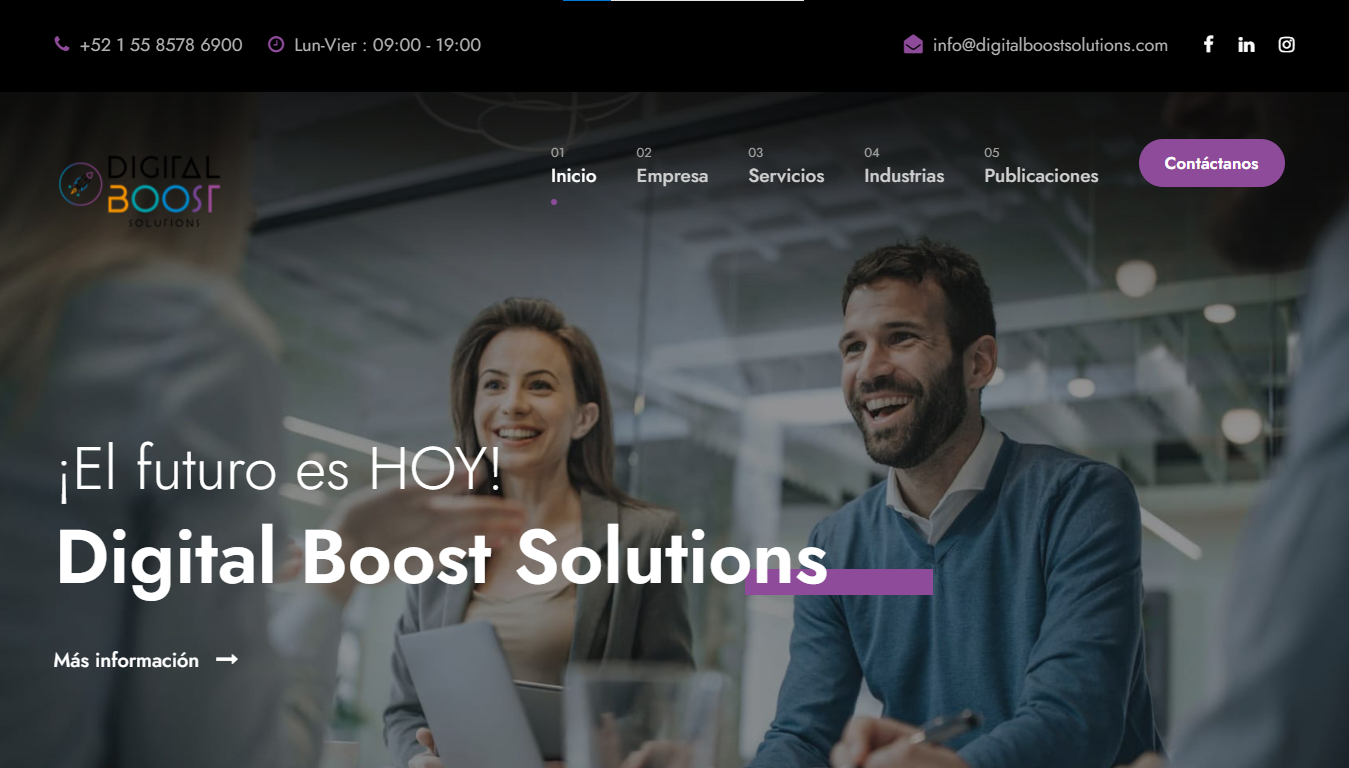 +52 1 55 8578 6900
Lun-Vier : 09:00 - 19:00
info@digitalboostsolutions.com
DIGITAL
BOOST
SOLUTIONS
01
Inicio
02
Empresa
03
Servicios
04
Industrias
05
Publicaciones
Contáctanos
¡El futuro es HOY!
Digital Boost Solutions
Más información